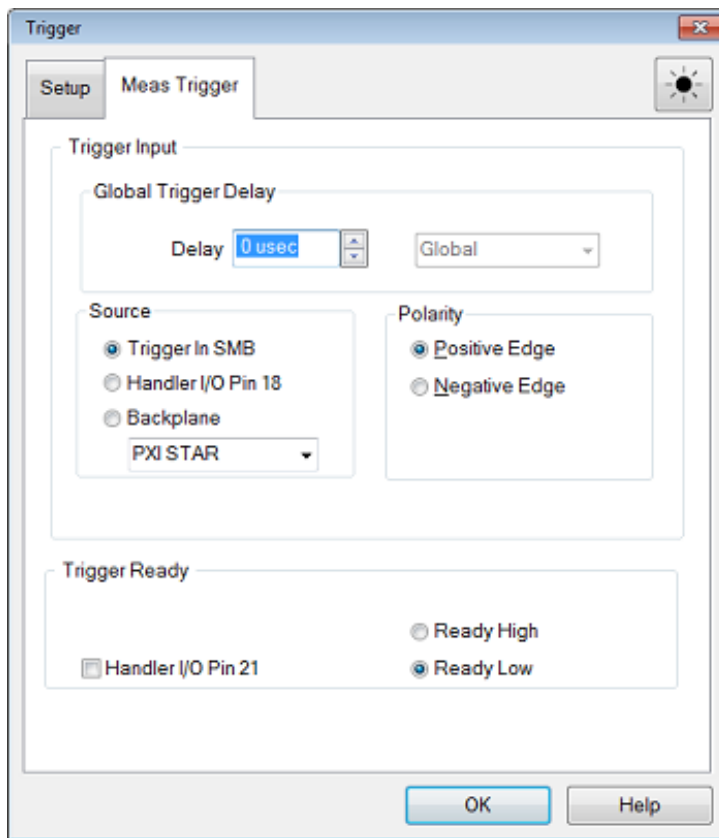 Trigger
Setup
Meas Trigger
Trigger Input
Global Trigger Delay
Delay 0 usec Global
Source
Trigger In SMB
Handler I/O Pin 18
Backplane
PXI STAR
Polarity
Positive Edge
Negative Edge
Trigger Ready
Ready High
Handler I/O Pin 21
Ready Low
OK
Help